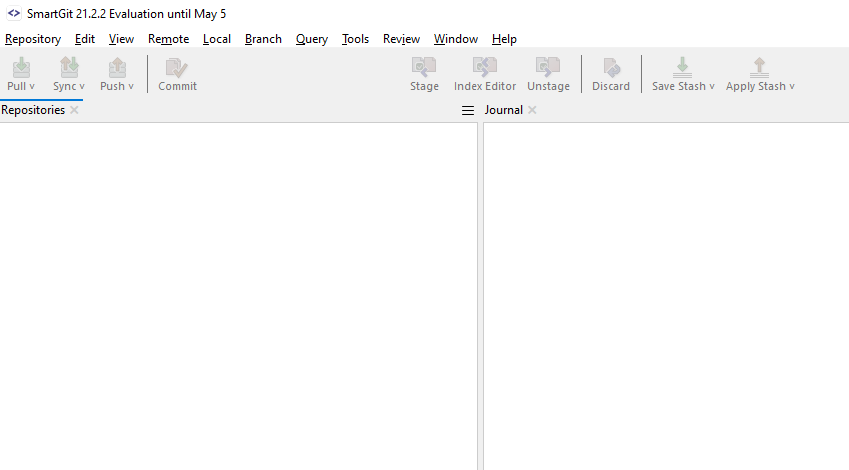 SmartGit 21.2.2 Evaluation until May 5
Repository Edit View Remote Local Branch Query Tools Review Window Help
Pull Sync Push Commit Stage Index Editor Unstage Discard Save Stash Apply Stash
Repositories Journal